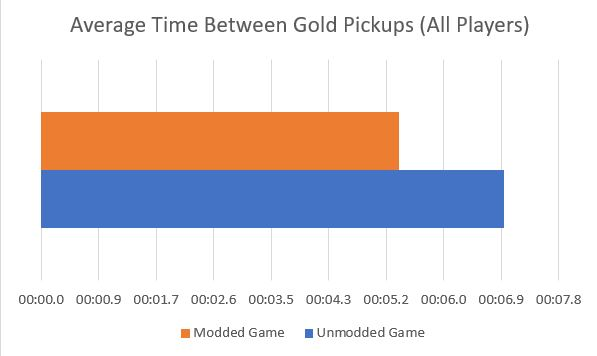 Average Time Between Gold Pickups (All Players)
00:00.0 00:00.9 00:01.7 00:02.6 00:03.5 00:04.3 00:05.2 00:06.0 00:06.9 00:07.8
Modded Game Unmodded Game